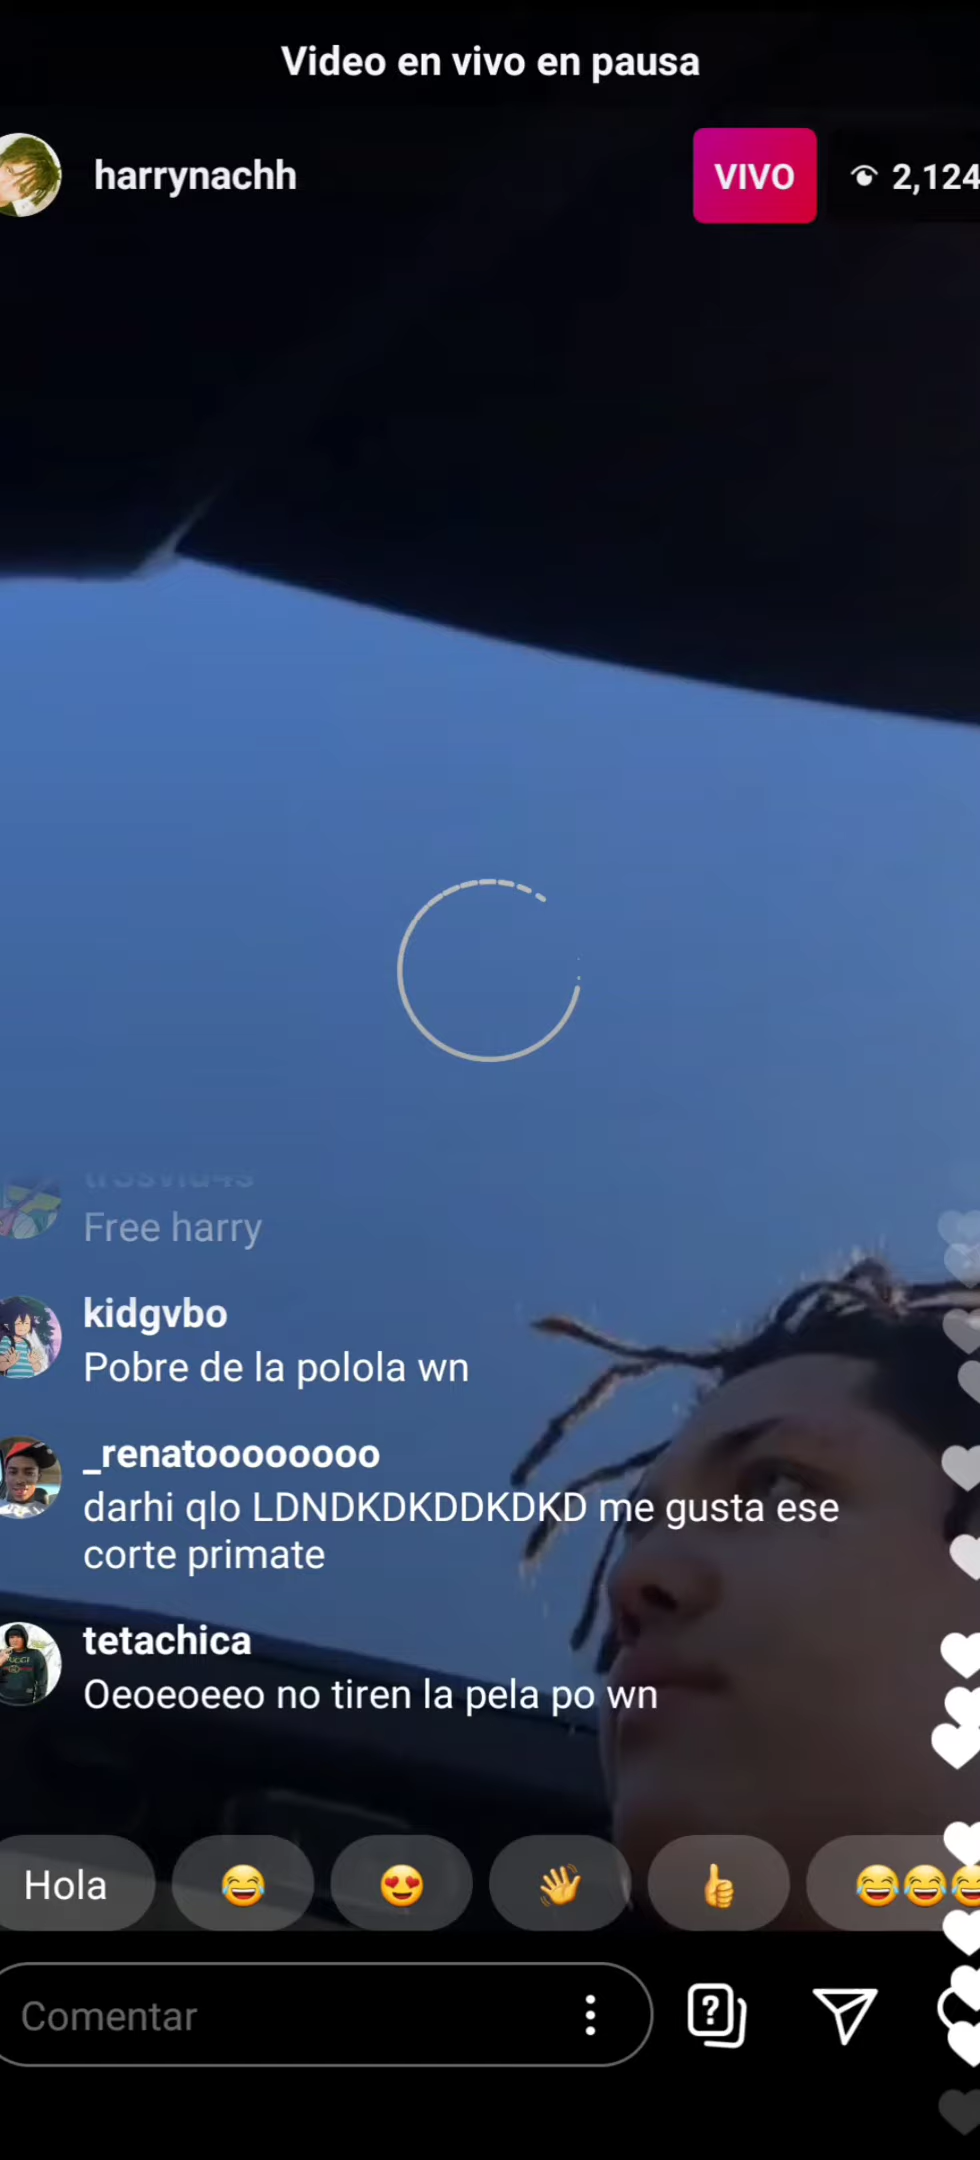 Video en vivo en pausa
harrynachh
VIVO
2,124
Free harry
kidgvbo
Pobre de la polola wn
_renatoooooooo
darhi qlo LDNDKDKDDKDKD me gusta ese
corte primate
tetachica
Oeoeoeeo no tiren la pela po wn
Hola
Comentar